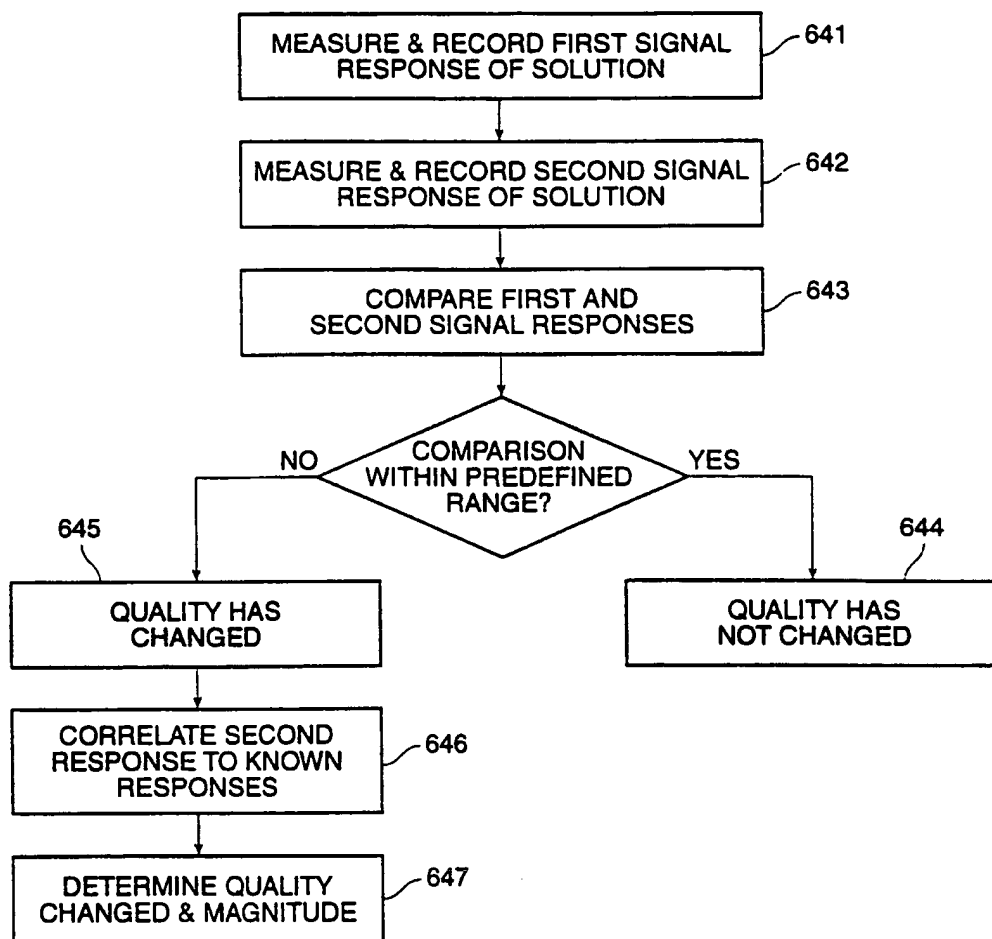 MEASURE & RECORD FIRST SIGNAL
RESPONSE OF SOLUTION
641
MEASURE & RECORD SECOND SIGNAL
RESPONSE OF SOLUTION
642
COMPARE FIRST AND
SECOND SIGNAL RESPONSES
643
COMPARISON
WITHIN PREDEFINED
RANGE?
NO
YES
645
QUALITY HAS
CHANGED
644
QUALITY HAS
NOT CHANGED
CORRELATE SECOND
RESPONSE TO KNOWN
RESPONSES
646
DETERMINE QUALITY
CHANGED & MAGNITUDE
647